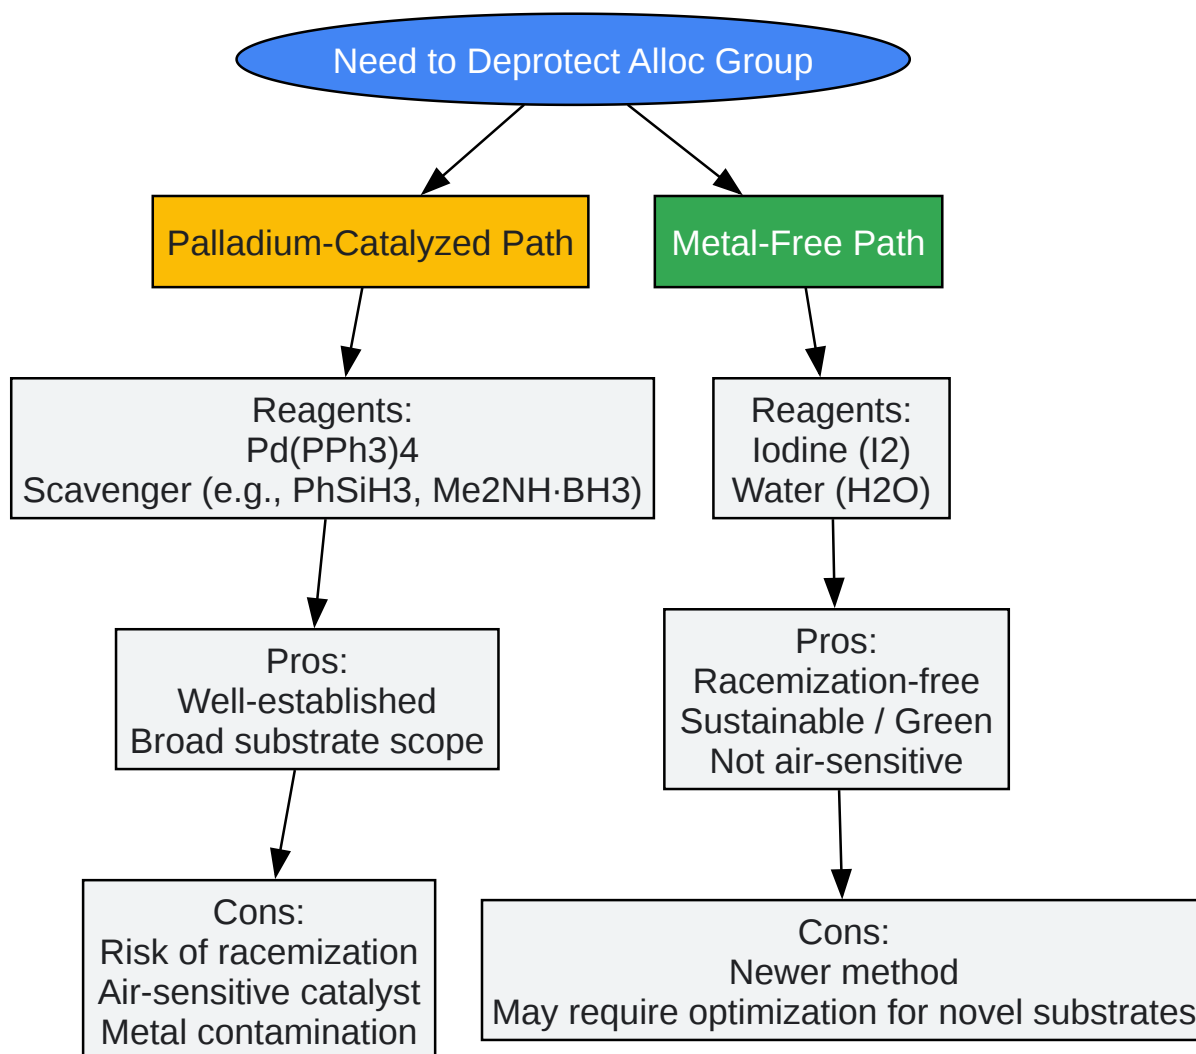 Need to Deprotect Alloc Group
Palladium-Catalyzed Path
Metal-Free Path
Reagents:
Pd(PPh3)4
Scavenger (e.g., PhSiH3, Me2NH·BH3)
Reagents:
Iodine (I2)
Water (H2O)
Pros:
Well-established
Broad substrate scope
Pros:
Racemization-free
Sustainable / Green
Not air-sensitive
Cons:
Risk of racemization
Air-sensitive catalyst
Metal contamination
Cons:
Newer method
May require optimization for novel substrates